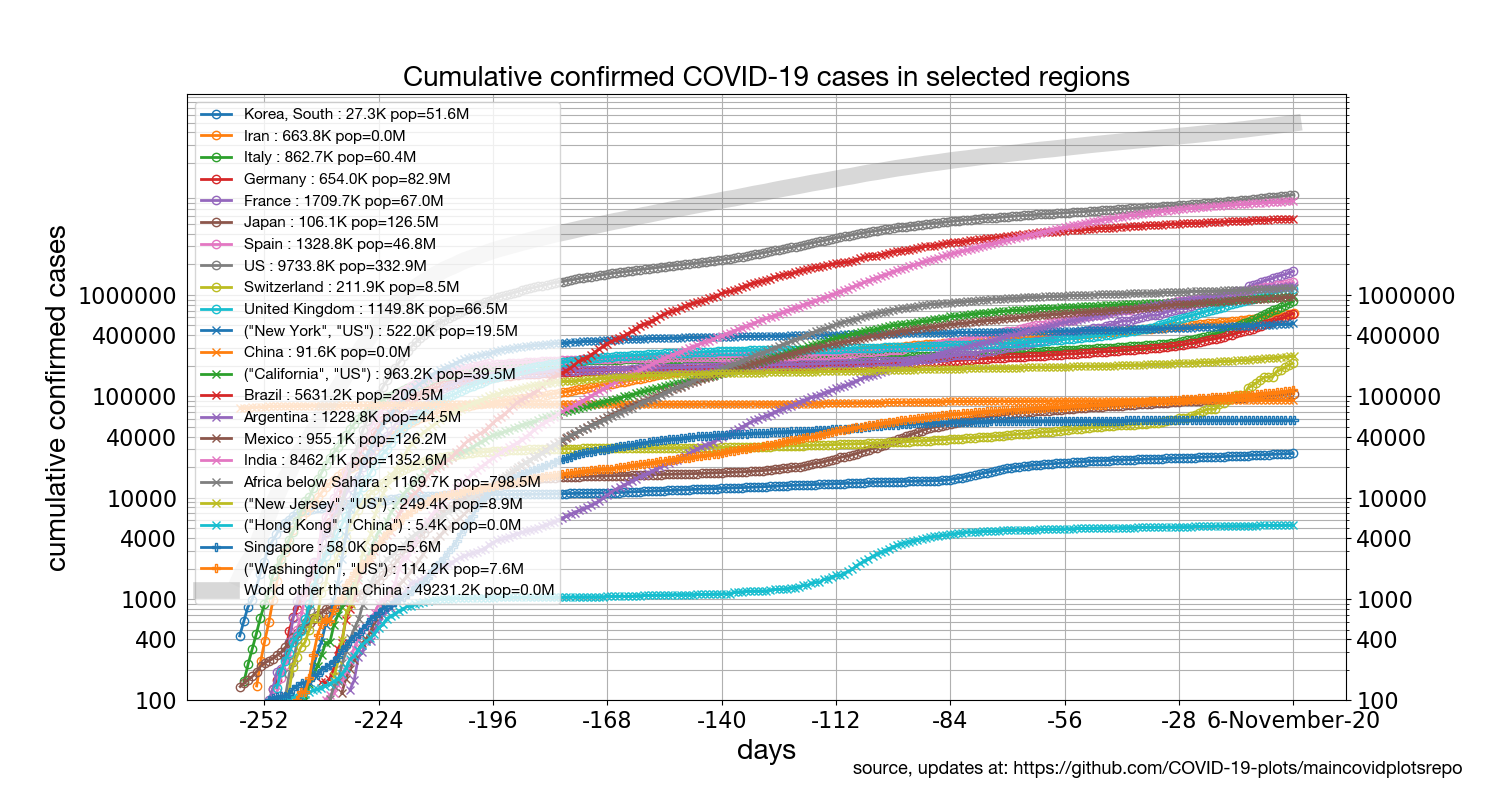 Cumulative confirmed COVID-19 cases in selected regions
cumulative confirmed cases
Korea, South : 27.3K pop=51.6M
Iran : 663.8K pop=0.0M
Italy : 862.7K pop=60.4M
Germany : 654.0K pop=82.9M
France : 1709.7K pop=67.0M
Japan : 106.1K pop=126.5M
Spain : 1328.8K pop=46.8M
US : 9733.8K pop=332.9M
Switzerland : 211.9K pop=8.5M
United Kingdom : 1149.8K pop=66.5M
("New York", "US") : 522.0K pop=19.5M
China : 91.6K pop=0.0M
("California", "US") : 963.2K pop=39.5M
Brazil : 5631.2K pop=209.5M
Argentina : 1228.8K pop=44.5M
Mexico : 955.1K pop=126.2M
India : 8462.1K pop=1352.6M
Africa below Sahara : 1169.7K pop=798.5M
("New Jersey", "US") : 249.4K pop=8.9M
("Hong Kong", "China") : 5.4K pop=0.0M
Singapore : 58.0K pop=5.6M
("Washington", "US") : 114.2K pop=7.6M
World other than China : 49231.2K pop=0.0M
1000000
400000
100000
40000
10000
4000
1000
400
100
1000000
400000
100000
40000
10000
4000
1000
400
100
-252 -224 -196 -168 -140 -112 -84 -56 -28 6-November-20
days
source, updates at: https://github.com/COVID-19-plots/maincovidplotsrepo